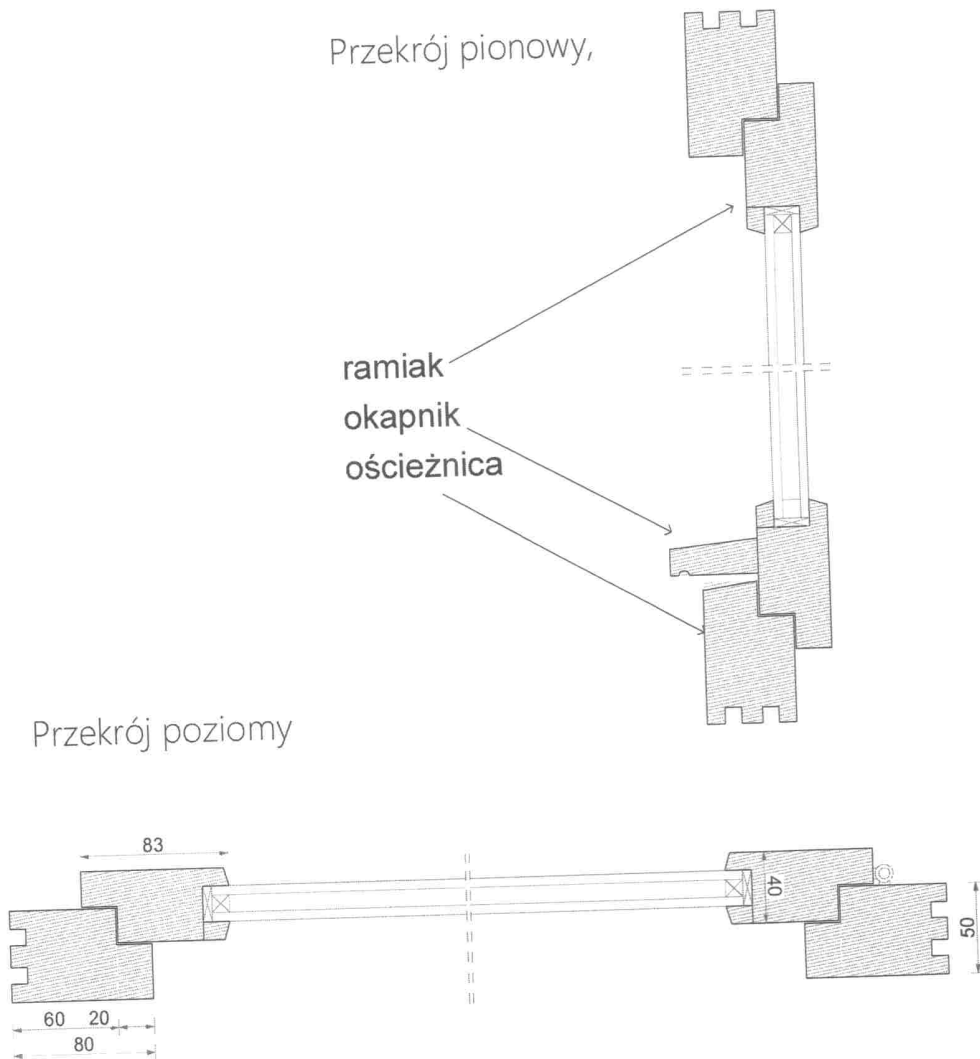 Przekrój pionowy,
ramiak
okapnik
ościeżnica
Przekrój poziomy
83
40
50
60 20
80